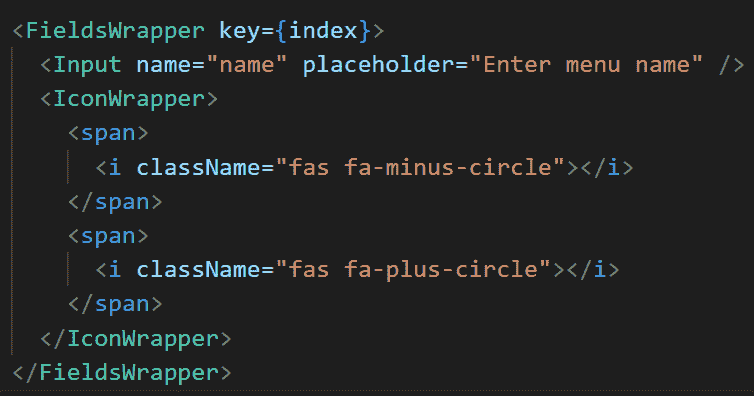 <FieldsWrapper key={index}>
<Input name="name" placeholder="Enter menu name" />
<IconWrapper>
<span>
<i className="fas fa-minus-circle"></i>
</span>
<span>
<i className="fas fa-plus-circle"></i>
</span>
</IconWrapper>
</FieldsWrapper>